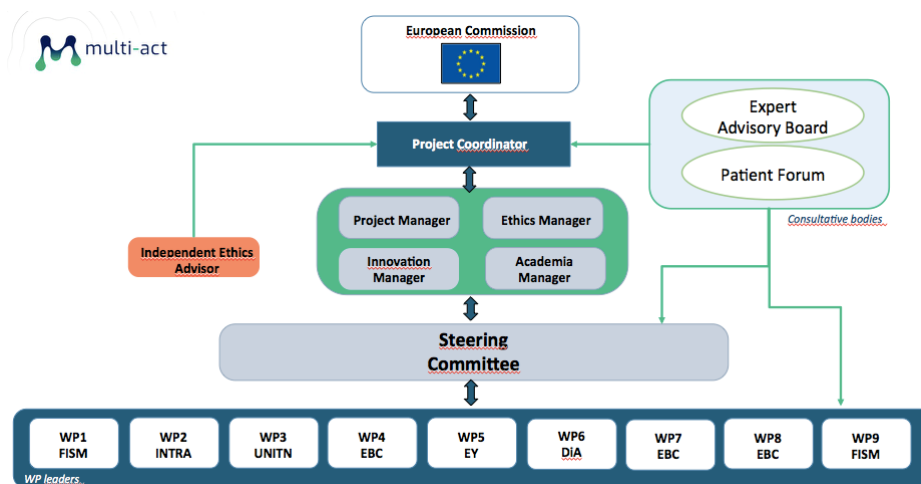 multi-act
European Commission
Project Coordinator
Expert
Advisory Board
Patient Forum
Consultative bodies
Project Manager
Ethics Manager
Innovation
Manager
Academia
Manager
Independent Ethics
Advisor
Steering
Committee
WP1
FISM
WP2
INTRA
WP3
UNITN
WP4
EBC
WP5
EY
WP6
DiA
WP7
EBC
WP8
EBC
WP9
FISM
WP leaders..